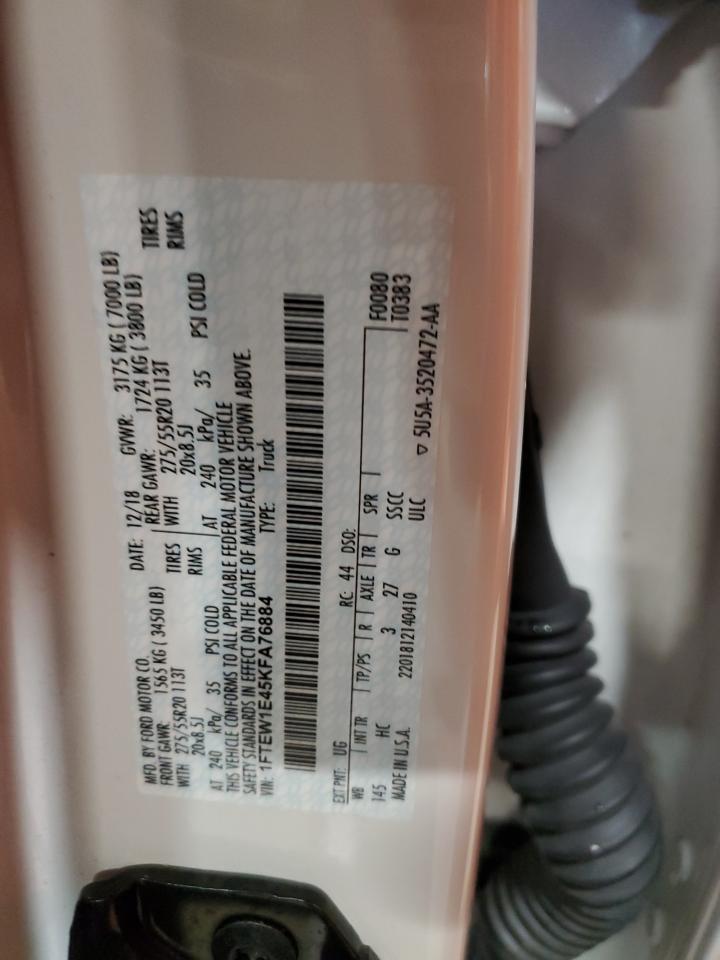 MFD. BY FORD MOTOR CO. DATE: 12/18 GVWR: 3175 KG ( 7000 LB)
FRONT GAWR: 1565 KG ( 3450 LB) REAR GAWR: 1724 KG ( 3800 LB)
WITH 275/55R20 113T TIRES WITH 275/55R20 113T TIRES
20x8.5J RIMS 20x8.5J RIMS
AT 240 kPa/ 35 PSI COLD AT 240 kPa/ 35 PSI COLD
THIS VEHICLE CONFORMS TO ALL APPLICABLE FEDERAL MOTOR VEHICLE
SAFETY STANDARDS IN EFFECT ON THE DATE OF MANUFACTURE SHOWN ABOVE.
VIN: 1FTEW1E45KFA76884 TYPE: Truck
EXT PNT: UG RC: 44 DSO: F0080
WB INT TR TP/PS R AXLE TR SPR T0383
145 HC 3 27 G SSCC
MADE IN U.S.A. 2201812140410 ULC ▽ 5U5A-3520472-AA